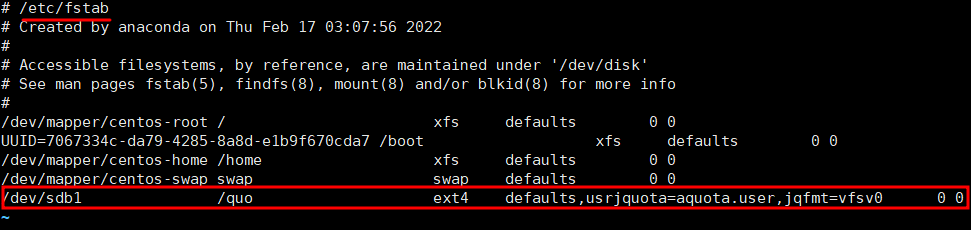 # /etc/fstab
# Created by anaconda on Thu Feb 17 03:07:56 2022
#
# Accessible filesystems, by reference, are maintained under '/dev/disk'
# See man pages fstab(5), findfs(8), mount(8) and/or blkid(8) for more info
#
/dev/mapper/centos-root / xfs defaults 0 0
UUID=7067334c-da79-4285-8a8d-e1b9f670cda7 /boot xfs defaults 0 0
/dev/mapper/centos-home /home xfs defaults 0 0
/dev/mapper/centos-swap swap swap defaults 0 0
/dev/sdb1 /quo ext4 defaults,usrjquota=aquota.user,jqfmt=vfsv0 0 0
~